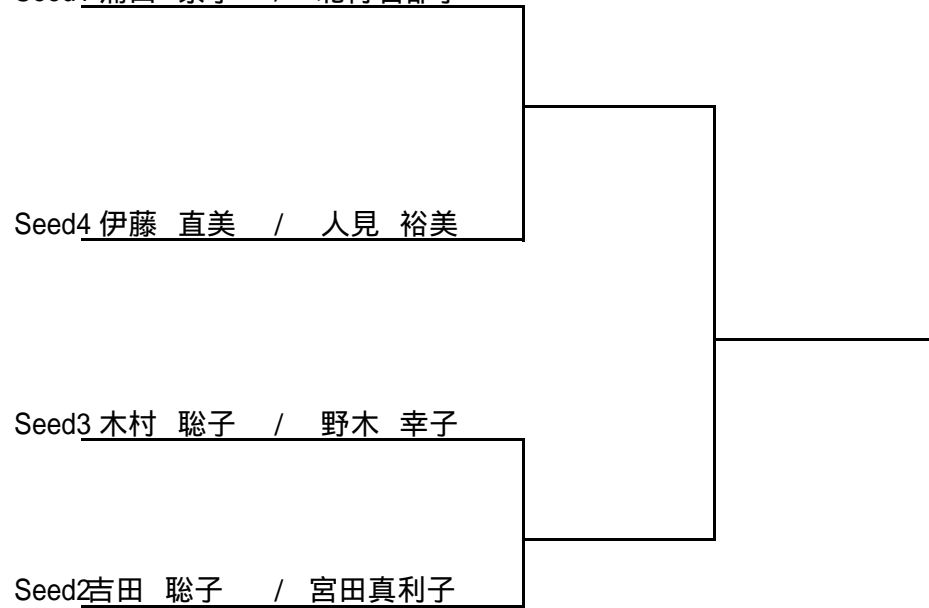 Seed4 伊藤 直美 / 人見 裕美
Seed3 木村 聡子 / 野木 幸子
Seed2吉田 聡子 / 宮田真利子